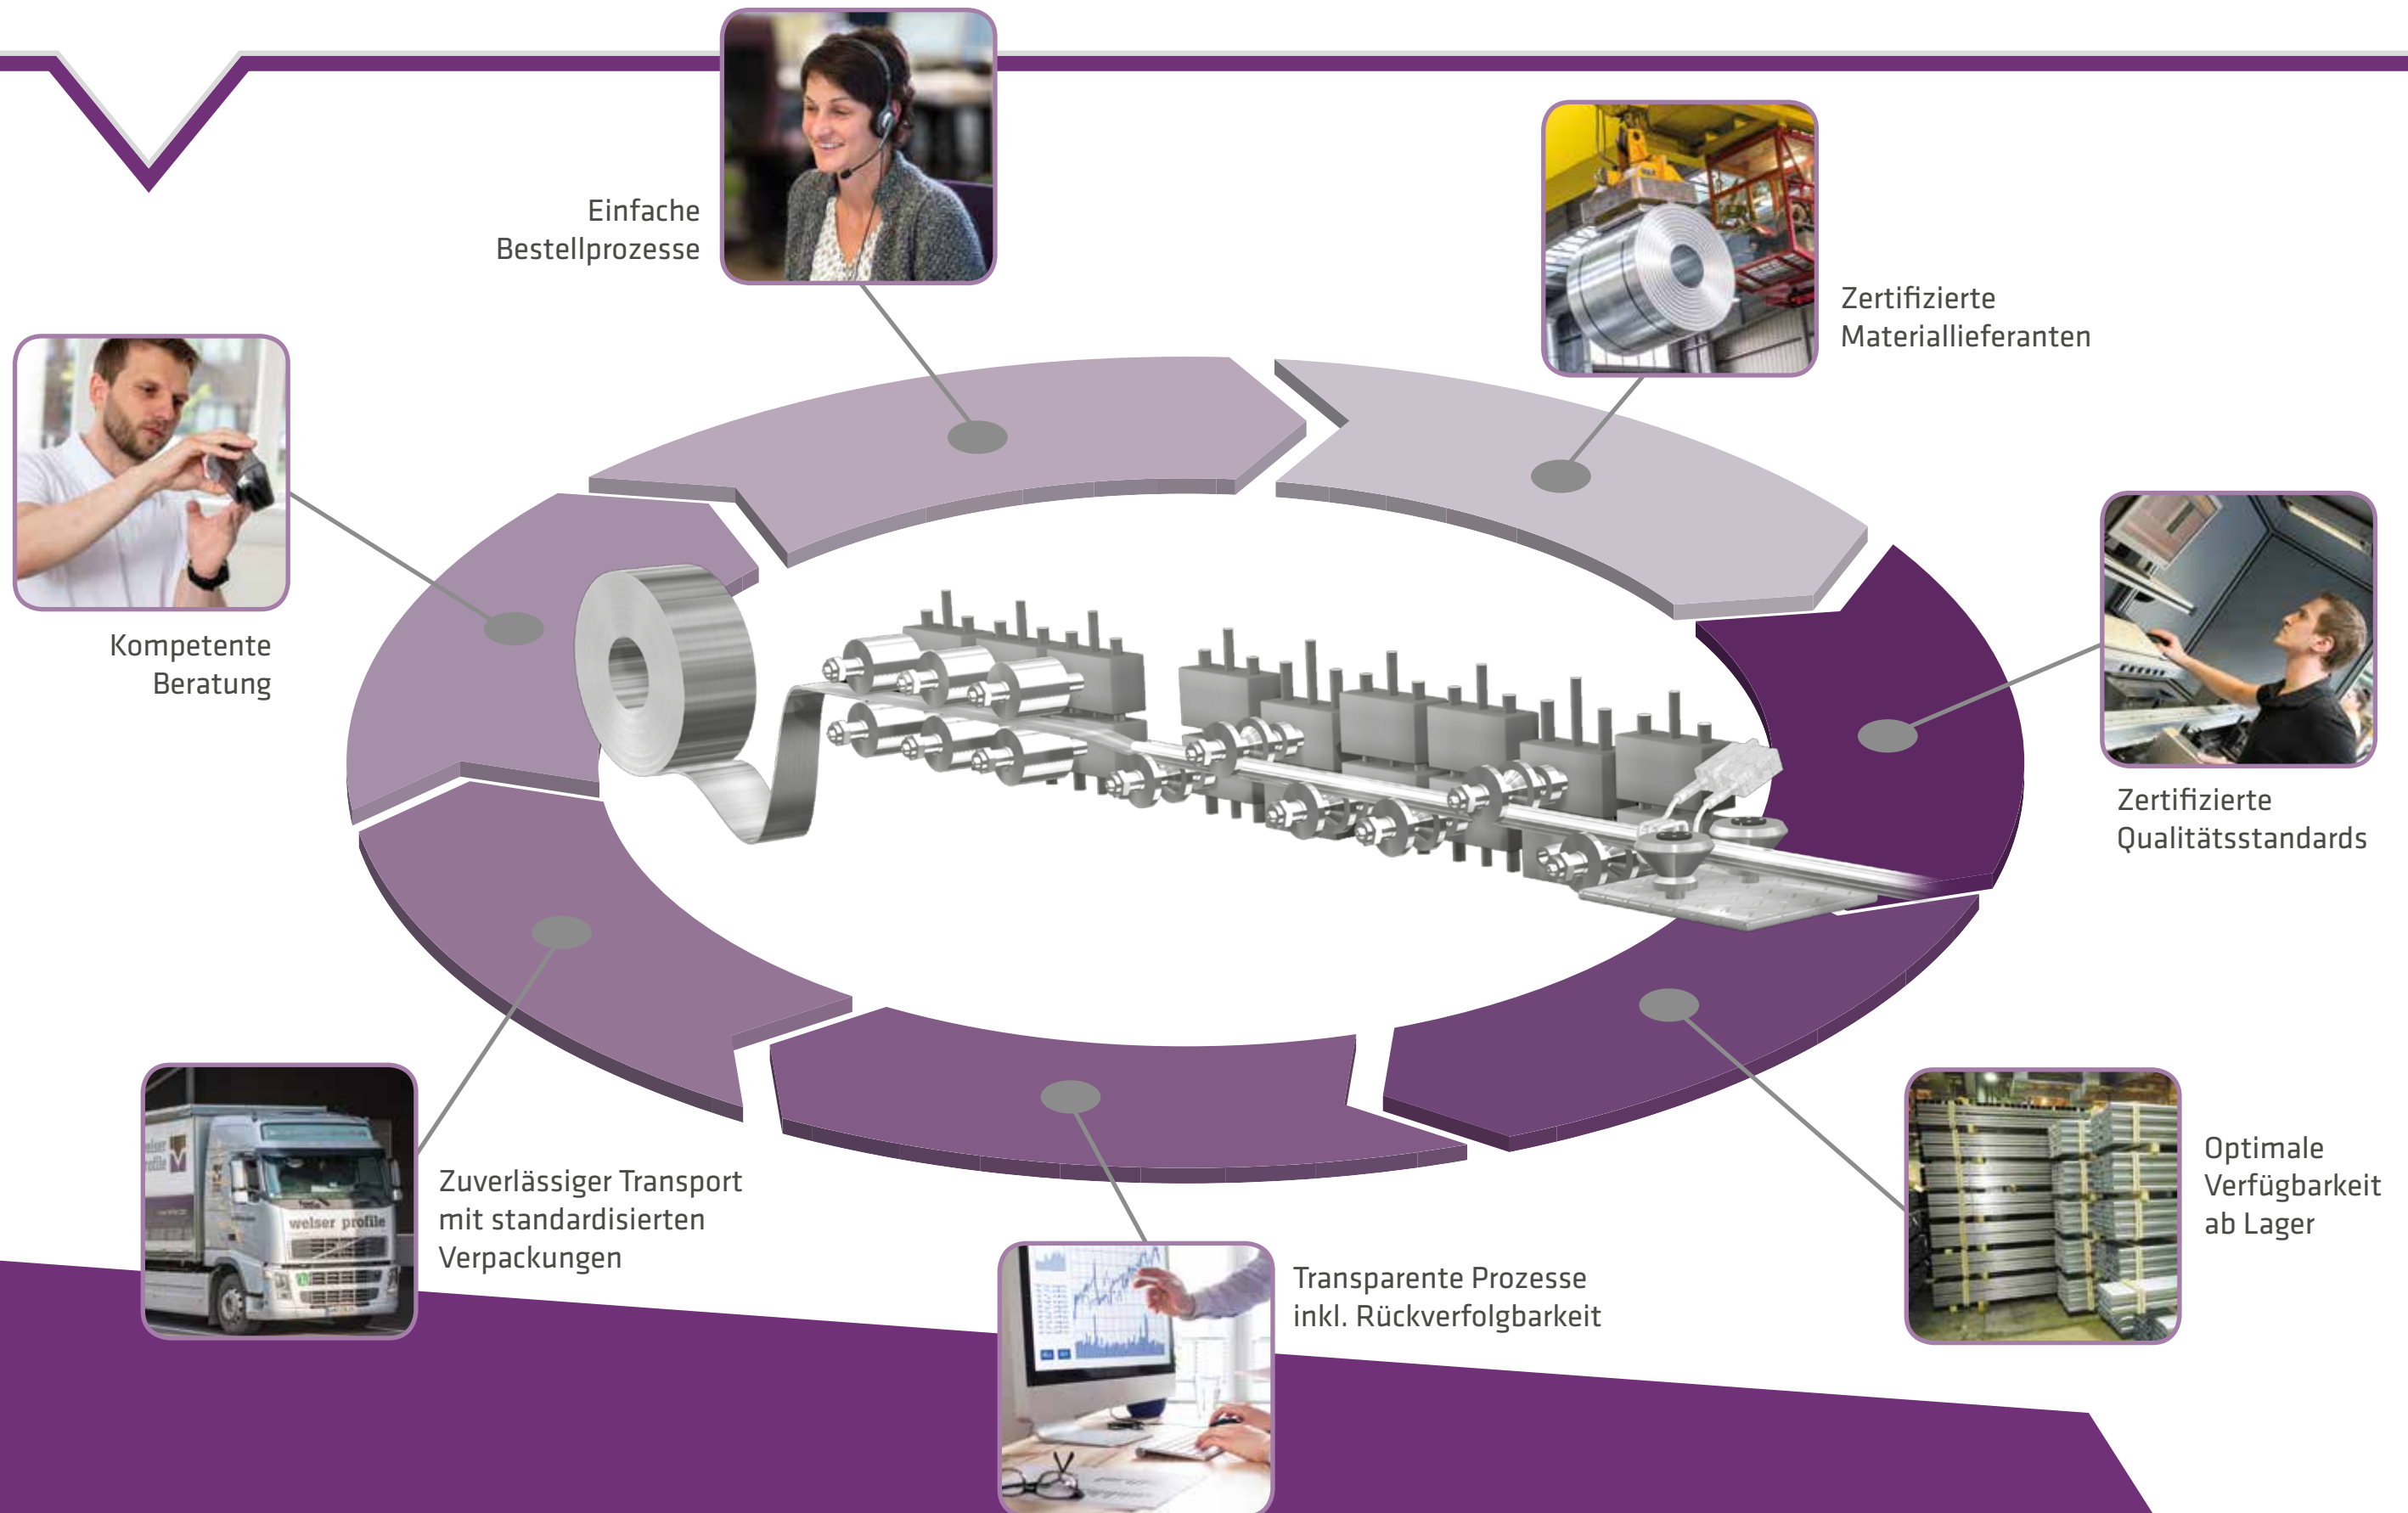 Einfache
Bestellprozesse
Zertifizierte
Materiallieferanten
Kompetente
Beratung
Zertifizierte
Qualitätsstandards
Zuverlässiger Transport
mit standardisierten
Verpackungen
welser profile
Transparente Prozesse
inkl. Rückverfolgbarkeit
Optimale
Verfügbarkeit
ab Lager